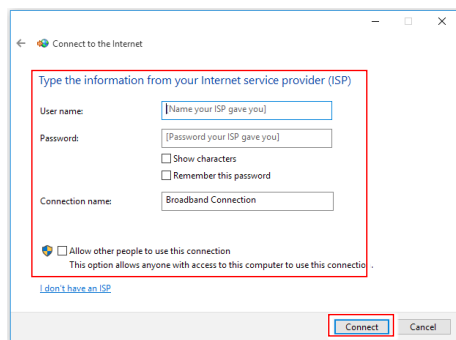 Connect to the Internet
Type the information from your Internet service provider (ISP)
User name: [Name your ISP gave you]
Password: [Password your ISP gave you]
Show characters
Remember this password
Connection name: Broadband Connection
Allow other people to use this connection
This option allows anyone with access to this computer to use this connection.
I don't have an ISP
Connect Cancel